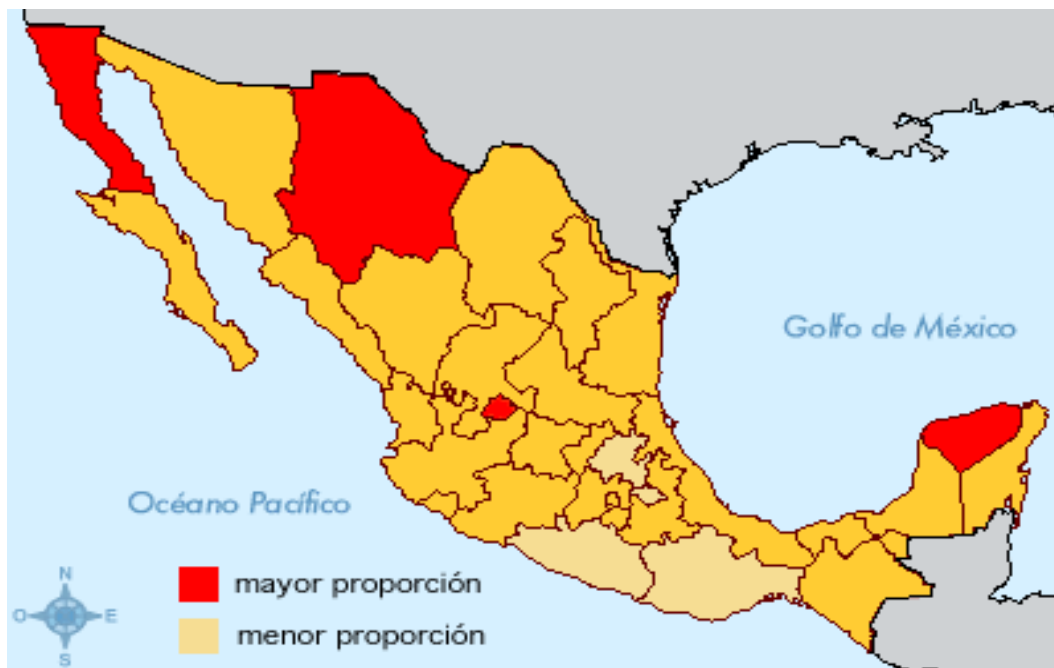 Golfo de México
Océano Pacífico
mayor proporción
menor proporción
N
O
E
S